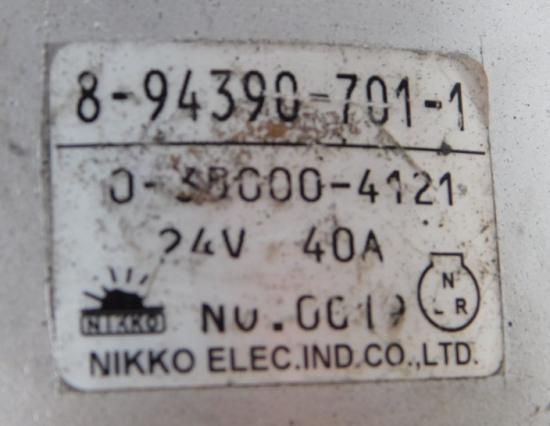 8-94390-701-1
0-35000-4121
24V 40A
N
L R
NIKKO
NIKKO ELEC.IND.CO.,LTD.